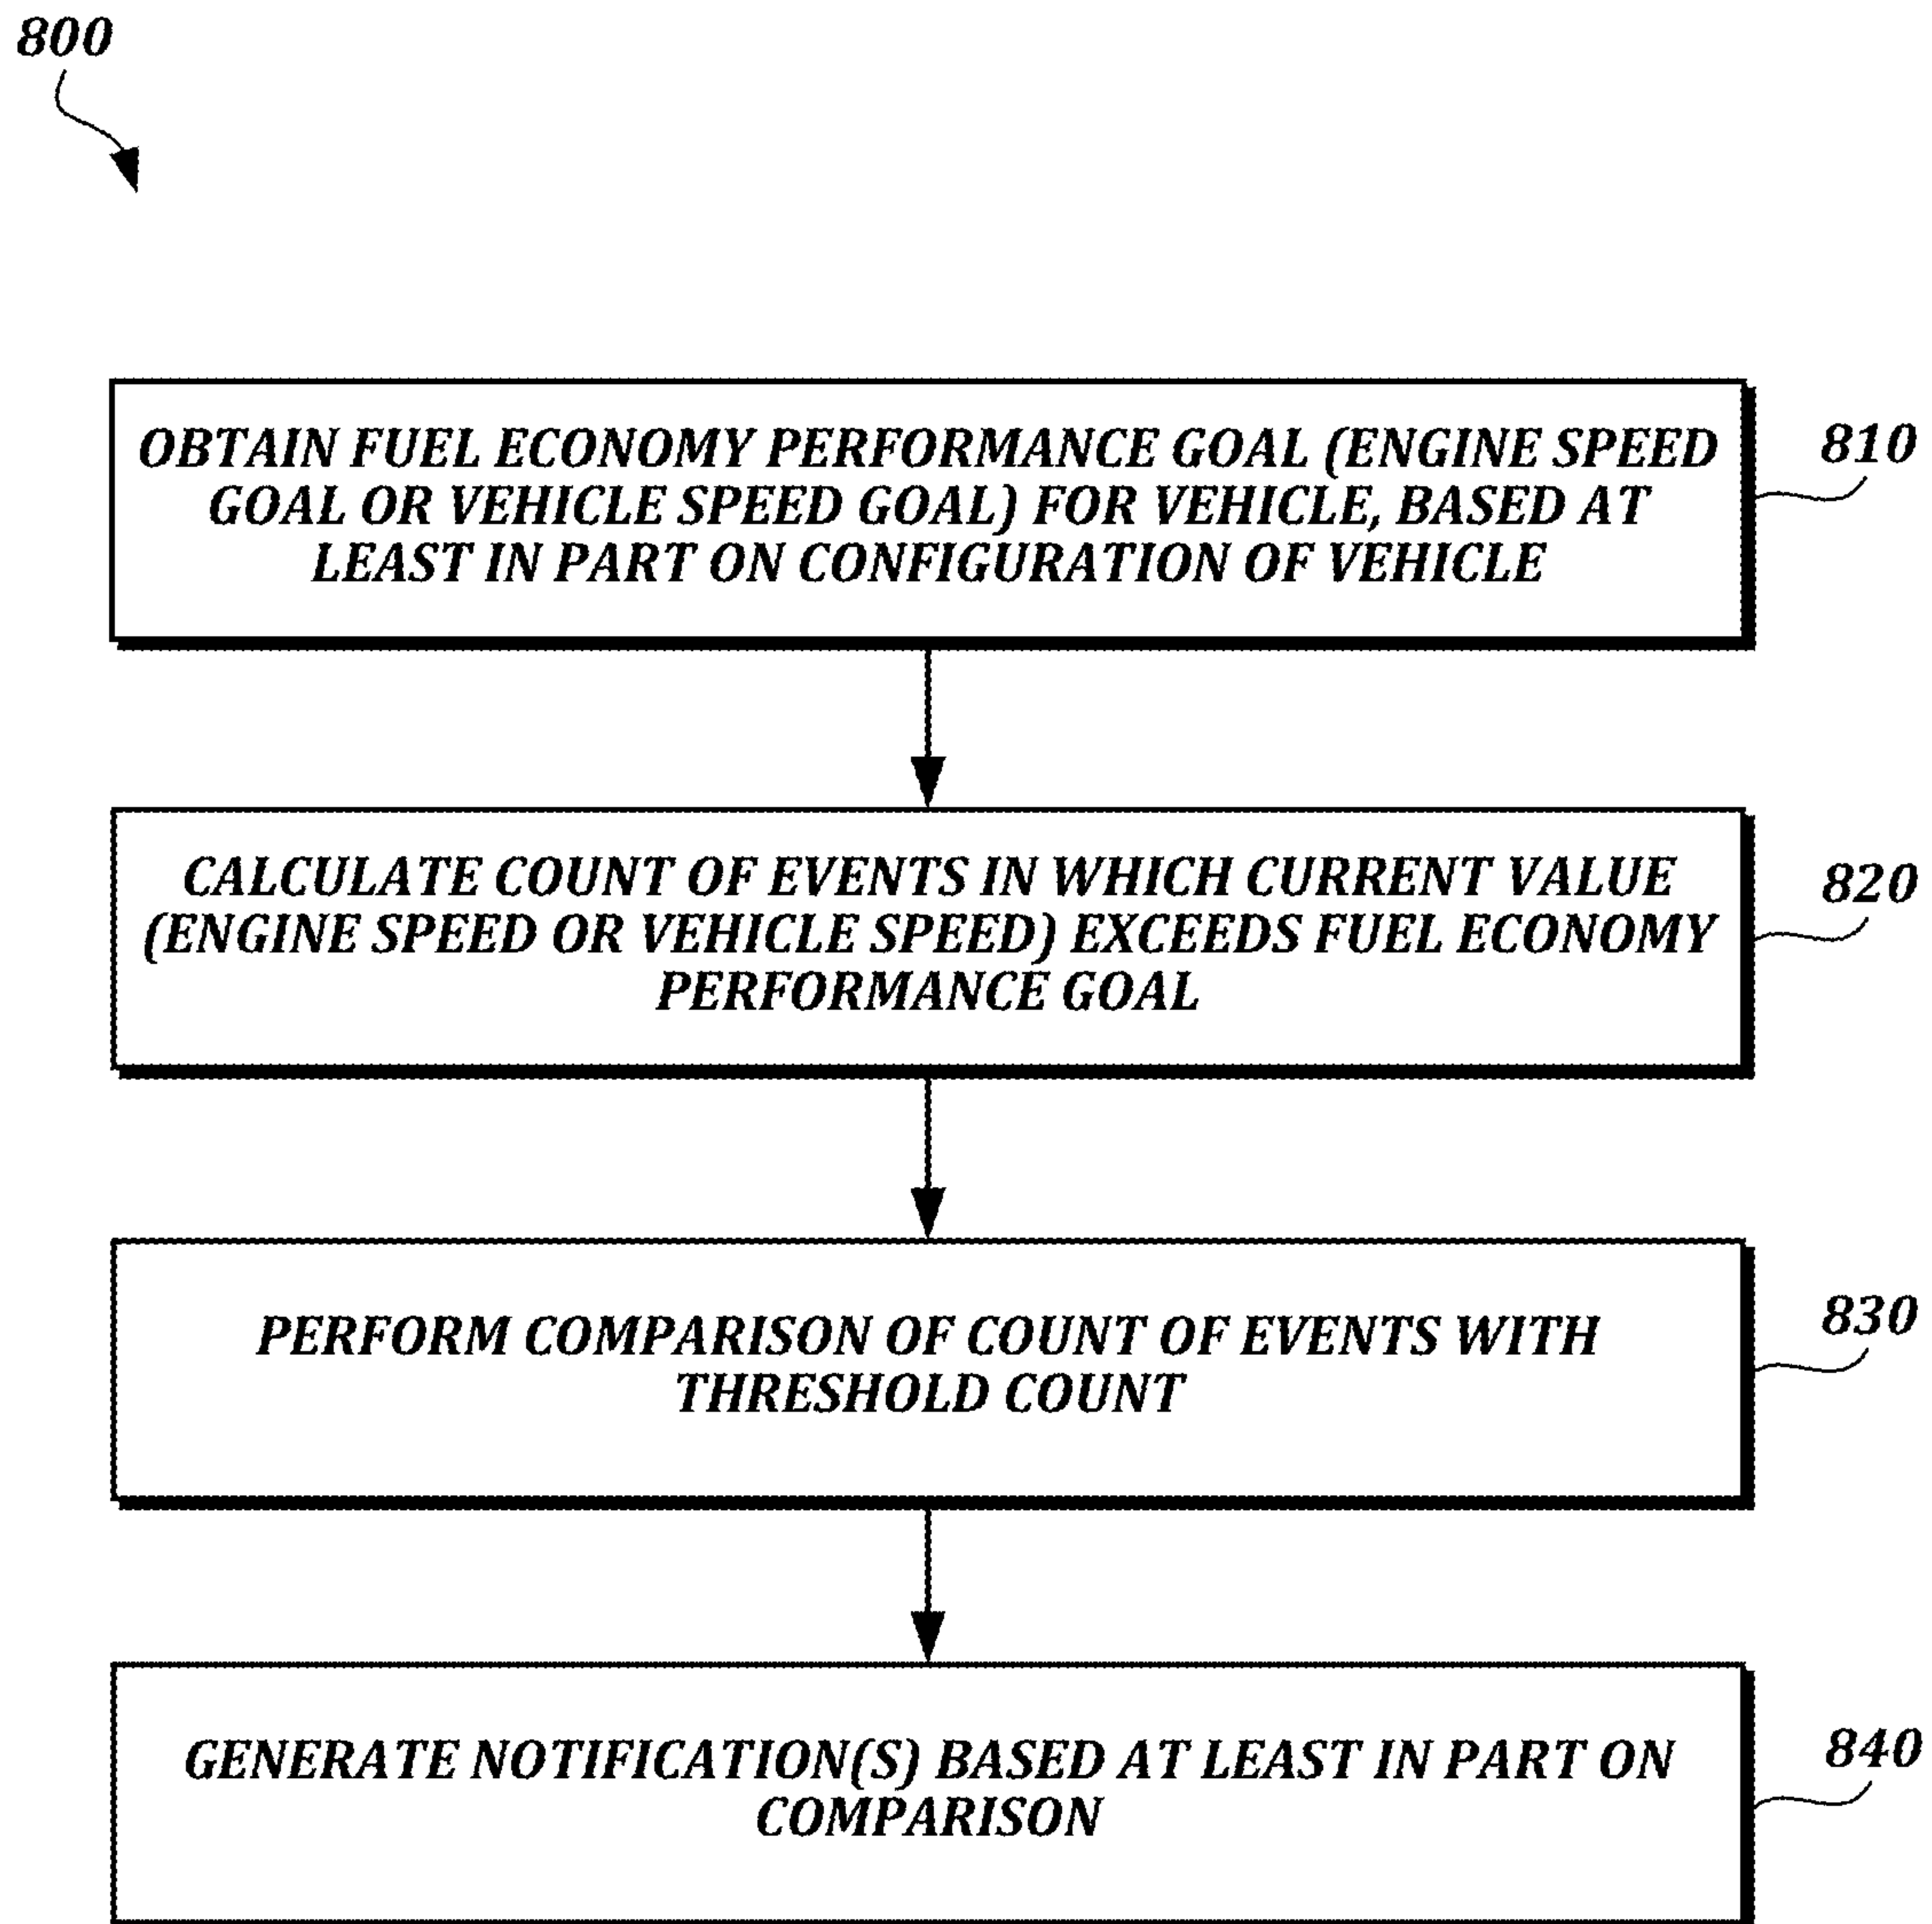 800
OBTAIN FUEL ECONOMY PERFORMANCE GOAL (ENGINE SPEED
GOAL OR VEHICLE SPEED GOAL) FOR VEHICLE, BASED AT
LEAST IN PART ON CONFIGURATION OF VEHICLE
810
CALCULATE COUNT OF EVENTS IN WHICH CURRENT VALUE
(ENGINE SPEED OR VEHICLE SPEED) EXCEEDS FUEL ECONOMY
PERFORMANCE GOAL
820
PERFORM COMPARISON OF COUNT OF EVENTS WITH
THRESHOLD COUNT
830
GENERATE NOTIFICATION(S) BASED AT LEAST IN PART ON
COMPARISON
840